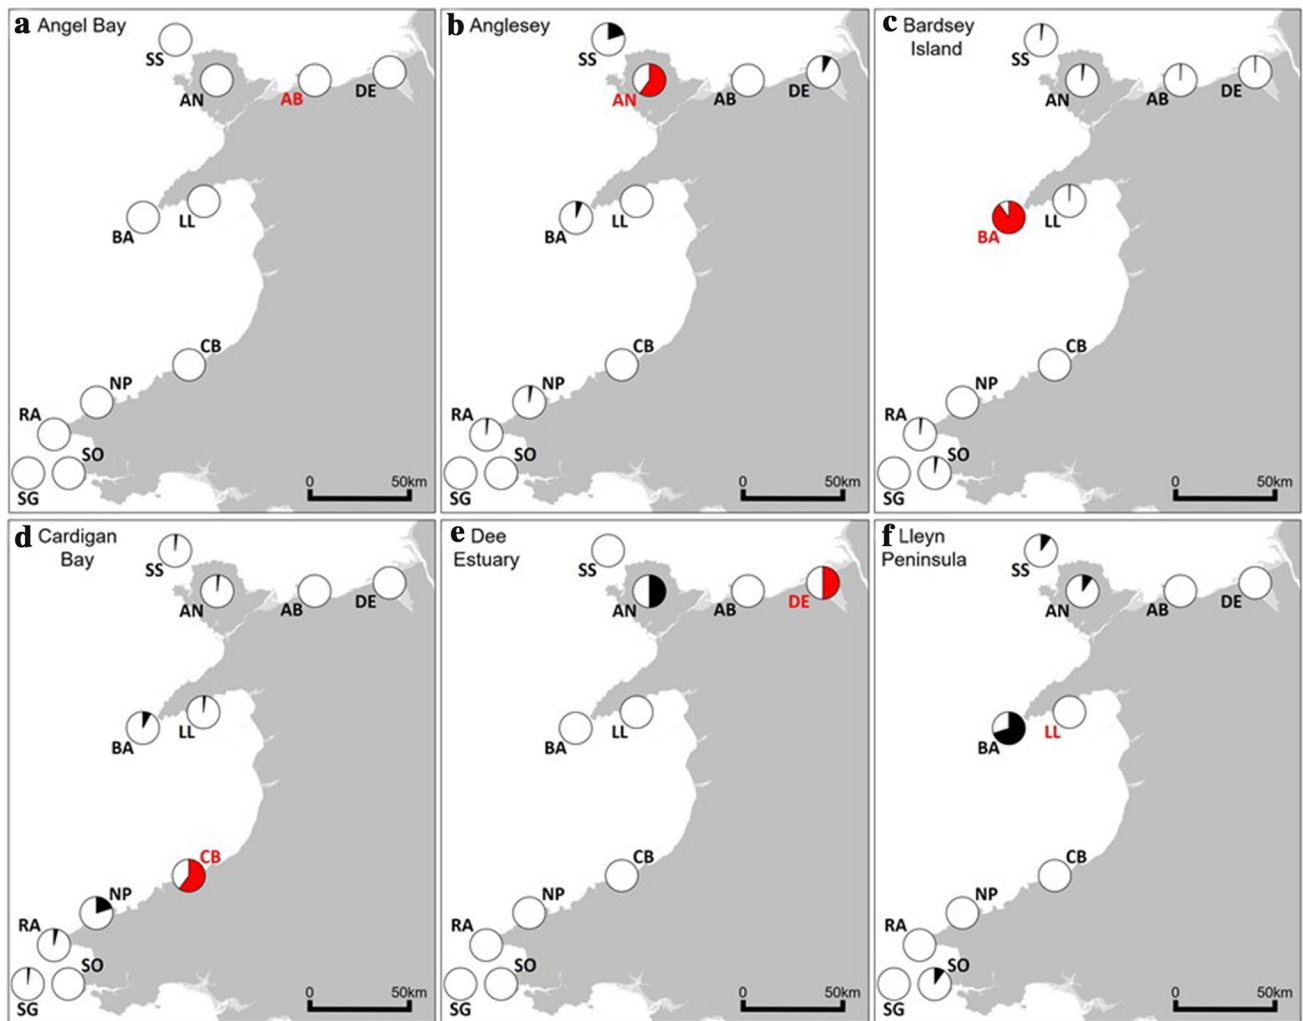 a Angel Bay
SS
AN
AB
DE
BA
LL
CB
NP
RA
SO
SG
0 50km
b Anglesey
SS
AN
AB
DE
BA
LL
CB
NP
RA
SO
SG
0 50km
c Bardsey
Island
SS
AN
AB
DE
BA
LL
CB
NP
RA
SO
SG
0 50km
d Cardigan
Bay
SS
AN
AB
DE
BA
LL
CB
NP
RA
SO
SG
0 50km
e Dee
Estuary
SS
AN
AB
DE
BA
LL
CB
NP
RA
SO
SG
0 50km
f Lleyn
Peninsula
SS
AN
AB
DE
BA
LL
CB
NP
RA
SO
SG
0 50km